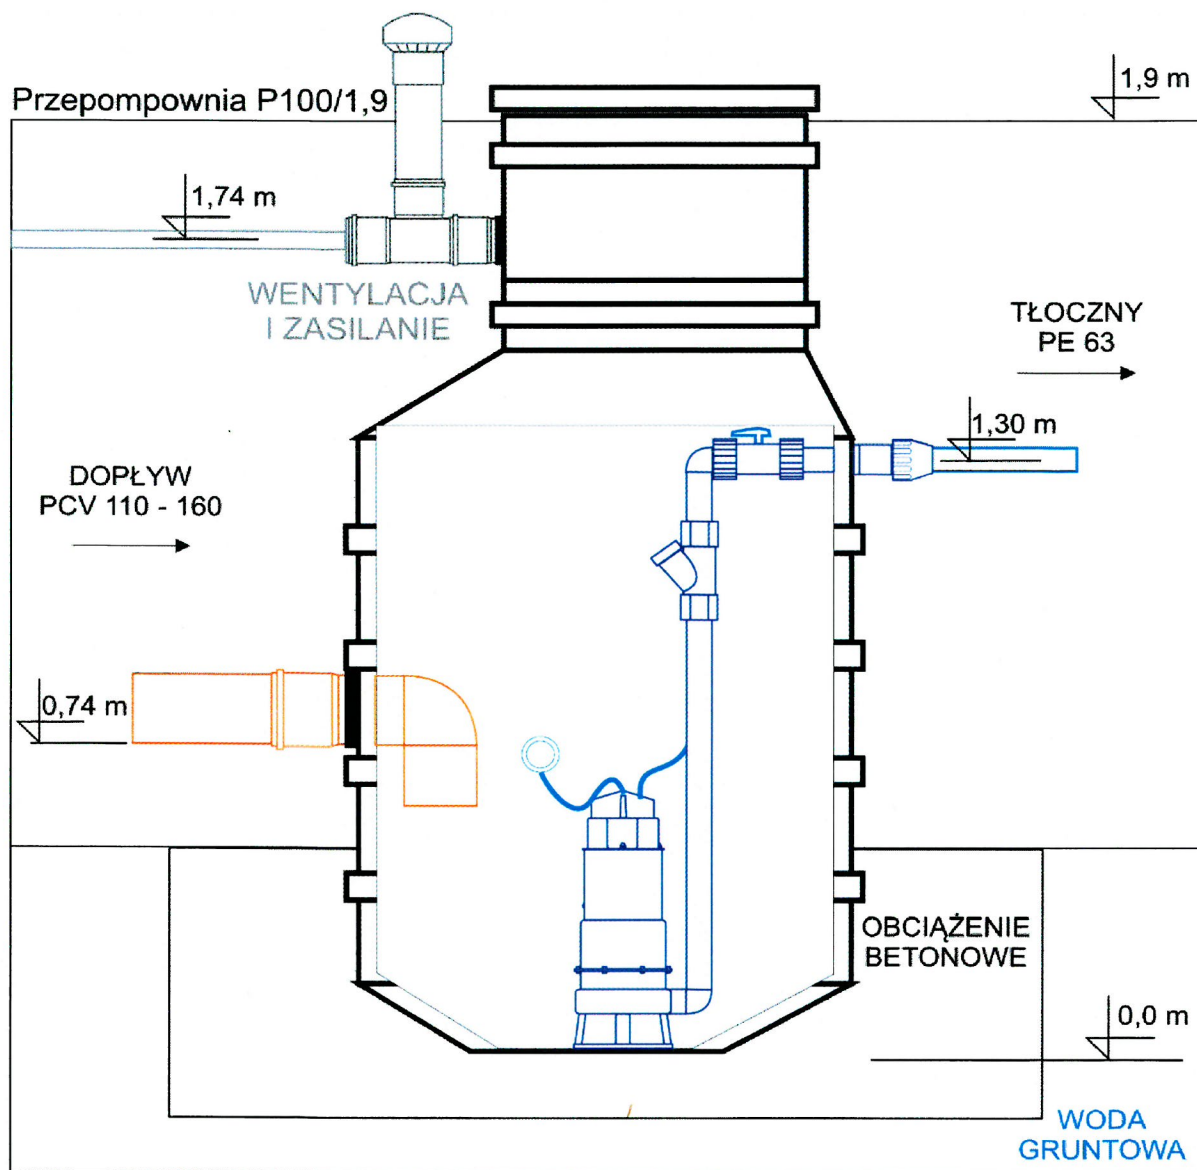 1,9 m
Przepompownia P100/1,9
1,74 m
WENTYLACJA
I ZASILANIE
TŁOCZNY
PE 63
1,30 m
DOPŁYW
PCV 110 - 160
0,74 m
OBCIĄŻENIE
BETONOWE
0,0 m
WODA
GRUNTOWA